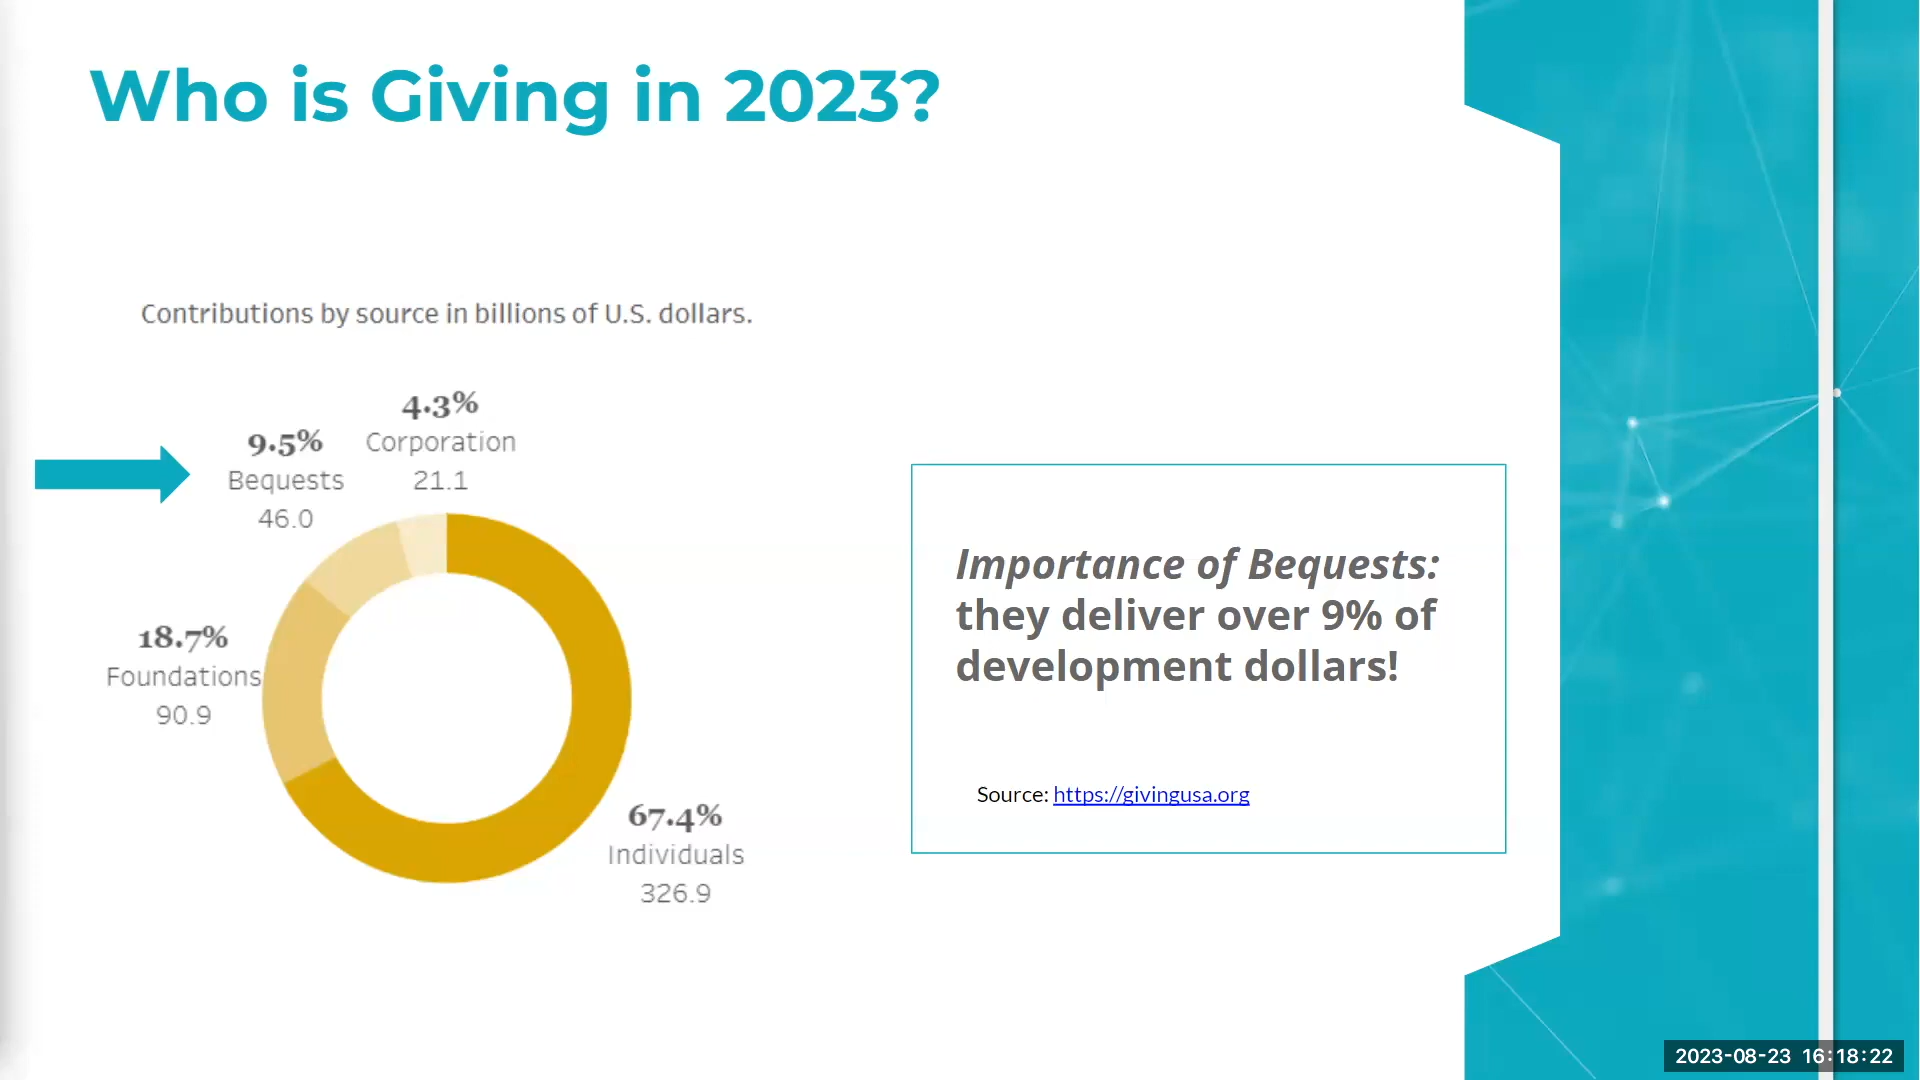 Who is Giving in 2023?
Contributions by source in billions of U.S. dollars.
4.3%
Corporation
21.1
9.5%
Bequests
46.0
18.7%
Foundations
90.9
67.4%
Individuals
326.9
Importance of Bequests:
they deliver over 9% of
development dollars!
Source: https://givingusa.org
2023-08-23 16:18:22